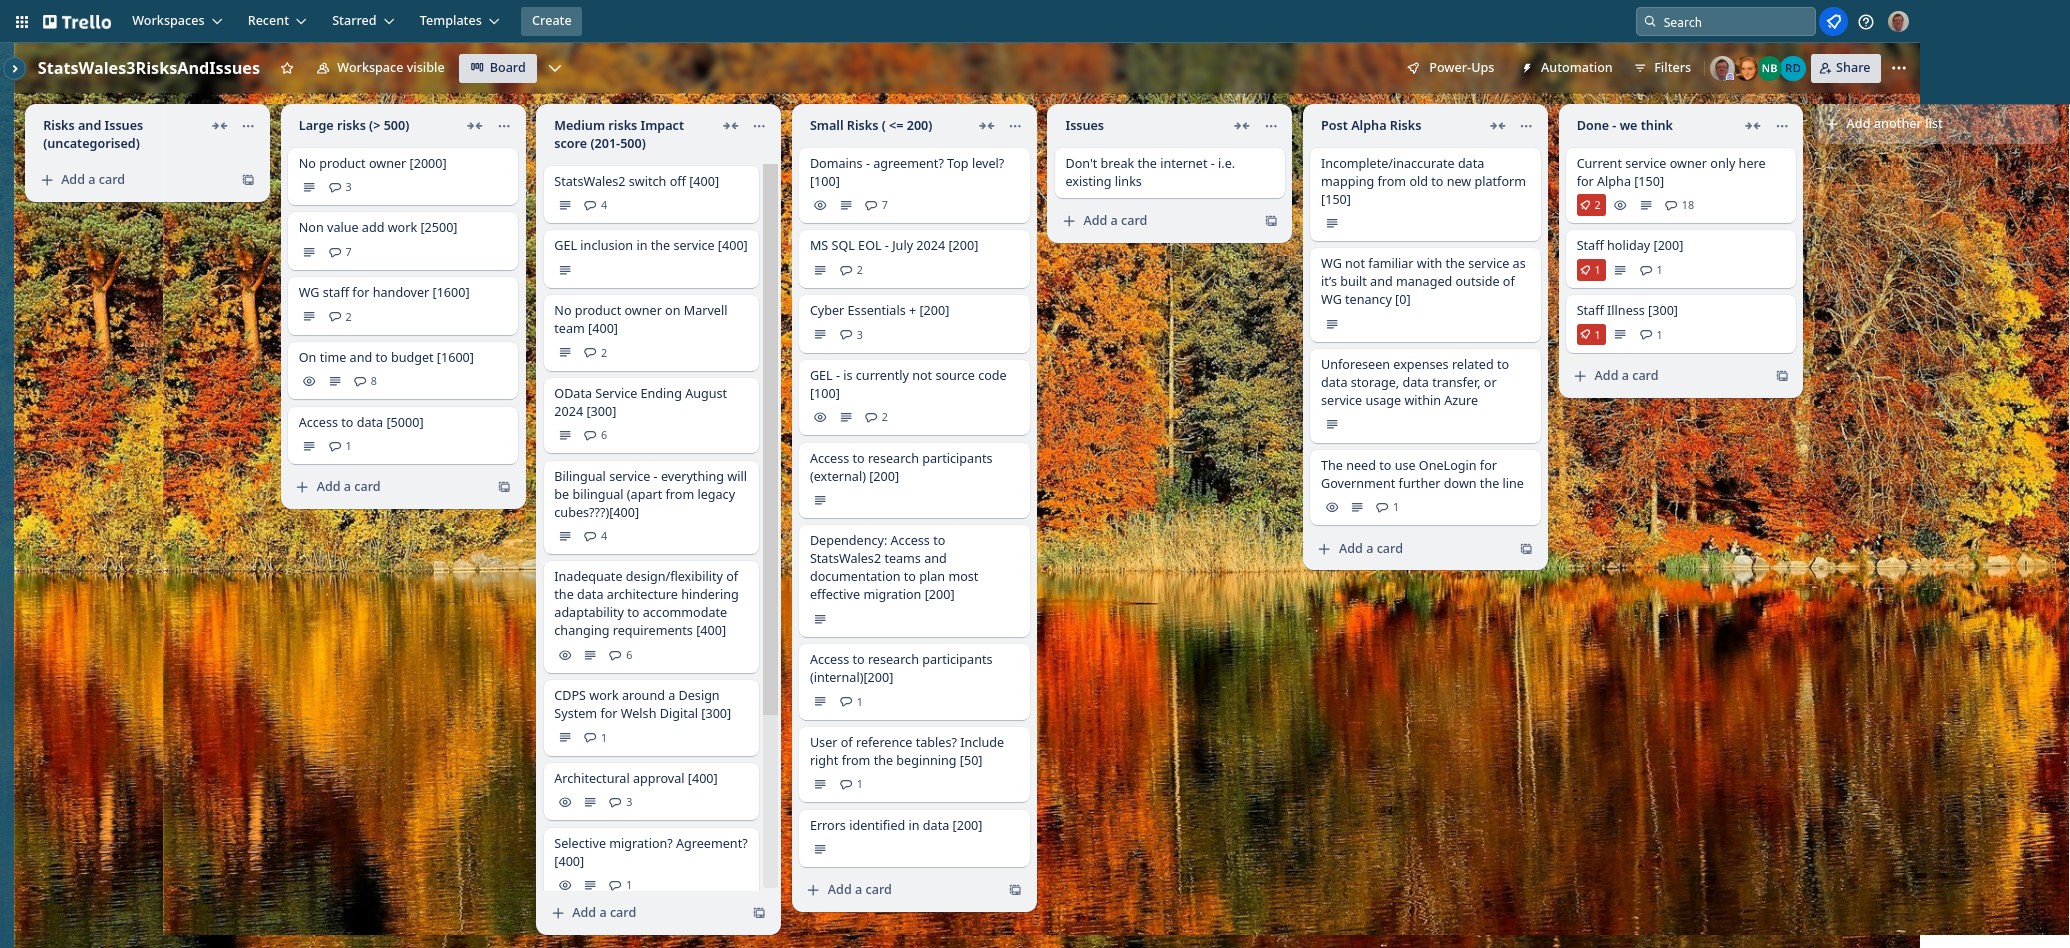 Trello
Workspaces
Recent
Starred
Templates
Create
Search
StatsWales3RisksAndIssues
Workspace visible
Board
Power-Ups
Automation
Filters
NB
RD
Share
Risks and Issues
(uncategorised)
Add a card
Large risks (> 500)
No product owner [2000]
3
Non value add work [2500]
7
WG staff for handover [1600]
2
On time and to budget [1600]
8
Access to data [5000]
1
Add a card
Medium risks Impact
score (201-500)
StatsWales2 switch off [400]
4
GEL inclusion in the service [400]
No product owner on Marvell
team [400]
2
OData Service Ending August
2024 [300]
6
Bilingual service - everything will
be bilingual (apart from legacy
cubes???)[400]
4
Inadequate design/flexibility of
the data architecture hindering
adaptability to accommodate
changing requirements [400]
6
CDPS work around a Design
System for Welsh Digital [300]
1
Architectural approval [400]
3
Selective migration? Agreement?
[400]
1
Add a card
Small Risks ( <= 200)
Domains - agreement? Top level?
[100]
7
MS SQL EOL - July 2024 [200]
2
Cyber Essentials + [200]
3
GEL - is currently not source code
[100]
2
Access to research participants
(external) [200]
Dependency: Access to
StatsWales2 teams and
documentation to plan most
effective migration [200]
Access to research participants
(internal)[200]
1
User of reference tables? Include
right from the beginning [50]
1
Errors identified in data [200]
Add a card
Issues
Don't break the internet - i.e.
existing links
Add a card
Post Alpha Risks
Incomplete/inaccurate data
mapping from old to new platform
[150]
WG not familiar with the service as
it’s built and managed outside of
WG tenancy [0]
Unforeseen expenses related to
data storage, data transfer, or
service usage within Azure
The need to use OneLogin for
Government further down the line
1
Add a card
Done - we think
Current service owner only here
for Alpha [150]
2
18
Staff holiday [200]
1
1
Staff Illness [300]
1
1
Add a card
Add another list